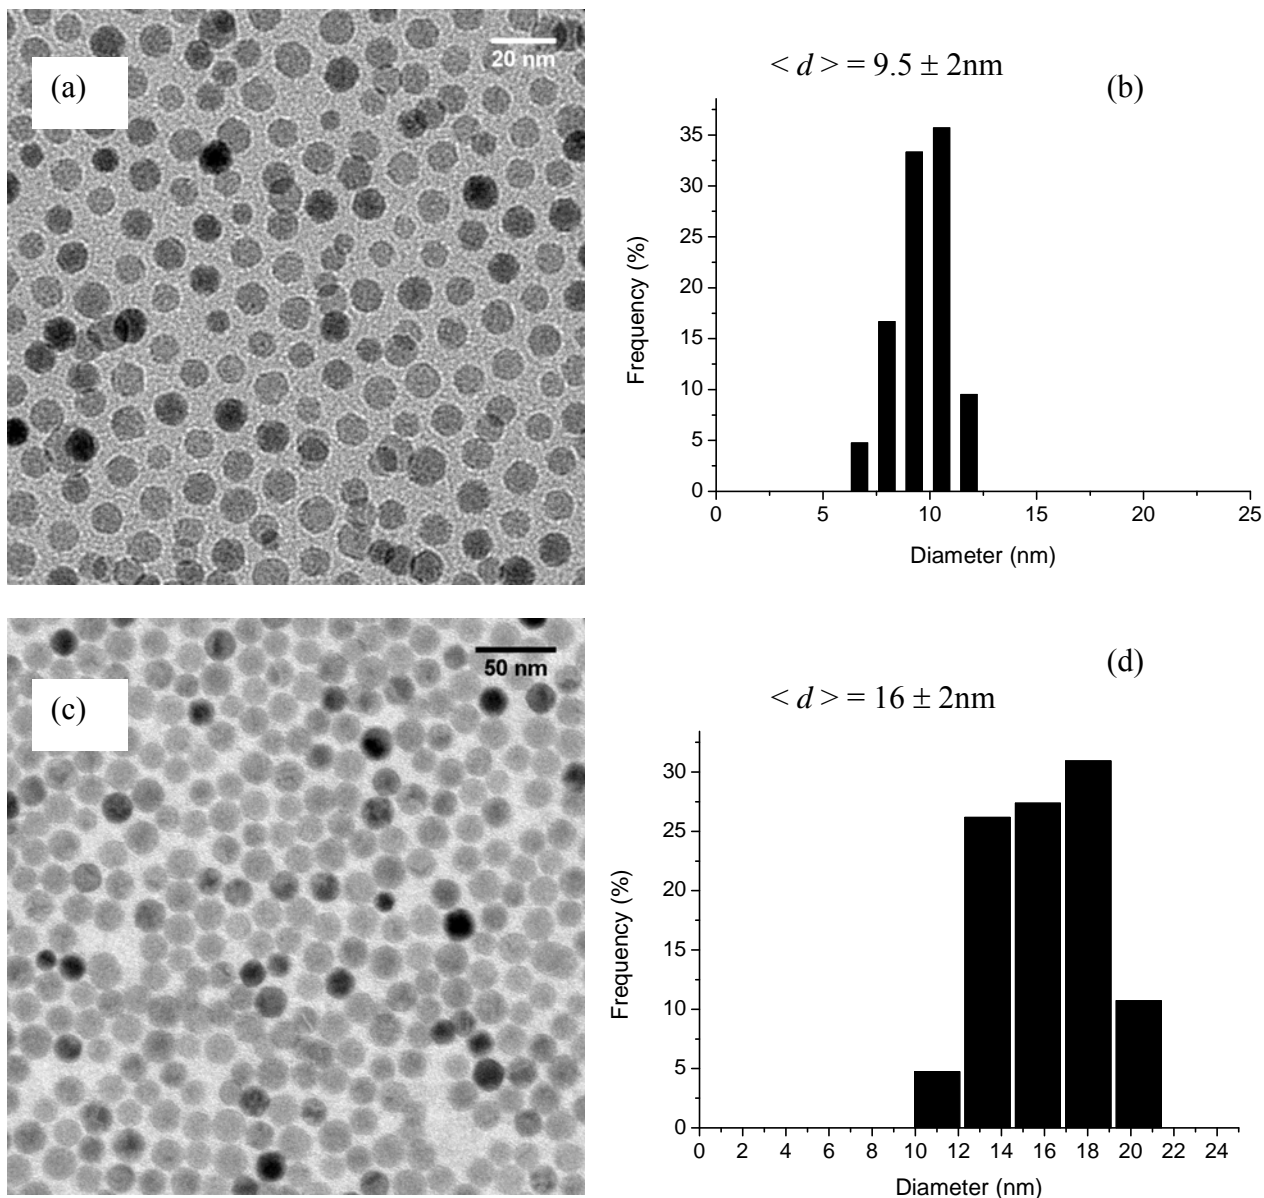 (a)
20 nm
< d > = 9.5 ± 2nm
(b)
35
30
25
20
15
10
5
0
Frequency (%)
0 5 10 15 20 25
Diameter (nm)
(c)
50 nm
(d)
< d > = 16 ± 2nm
30
25
20
15
10
5
0
Frequency (%)
0 2 4 6 8 10 12 14 16 18 20 22 24
Diameter (nm)